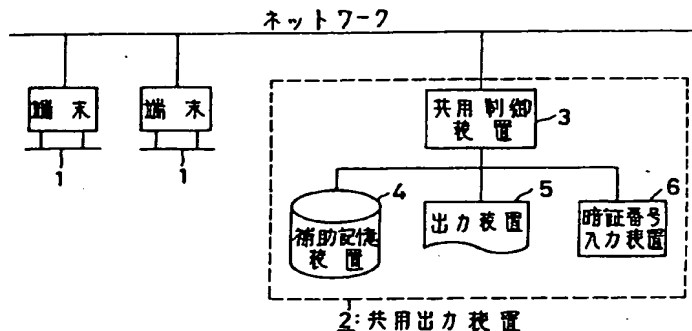 ネットワーク
端末
端末
1
1
共用制御
装置
3
4
補助記憶
装置
5
出力装置
6
暗証番号
入力装置
2:共用出力装置